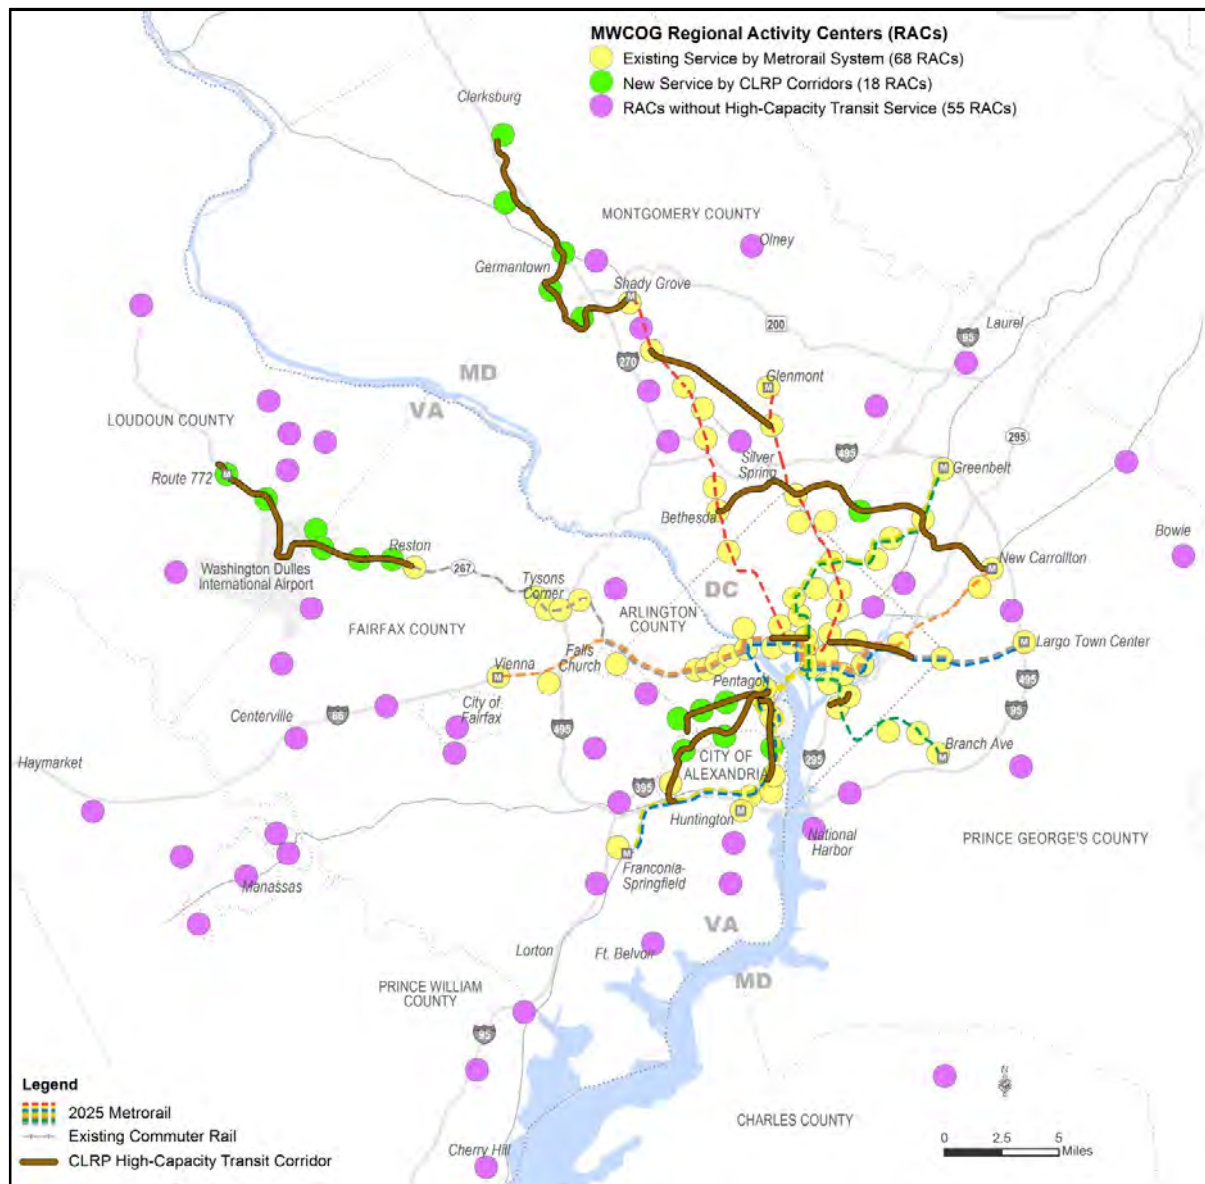 MWCOG Regional Activity Centers (RACs)
Existing Service by Metrorail System (68 RACs)
New Service by CLRP Corridors (18 RACs)
RACs without High-Capacity Transit Service (55 RACs)
Clarksburg
MONTGOMERY COUNTY
Olney
Germantown
Shady Grove
M
200
Laurel
95
270
MD
Glenmont
M
VA
LOUDOUN COUNTY
295
Silver
Spring
495
Greenbelt
M
Route 772
M
Bethesda
Bowie
Reston
New Carrollton
M
Washington Dulles
International Airport
267
Tysons
Corner
DC
ARLINGTON
COUNTY
FAIRFAX COUNTY
Largo Town Center
M
Falls
Church
Vienna
M
Pentagon
495
City of
Fairfax
95
Centerville
66
495
Branch Ave
M
CITY OF
ALEXANDRIA
295
Haymarket
395
Huntington
M
National
Harbor
PRINCE GEORGE'S COUNTY
M
Franconia-
Springfield
Manassas
VA
Lorton
Ft. Belvoir
MD
PRINCE WILLIAM
COUNTY
95
N
Legend
2025 Metrorail
Existing Commuter Rail
CLRP High-Capacity Transit Corridor
CHARLES COUNTY
Cherry Hill
0 2.5 5
Miles